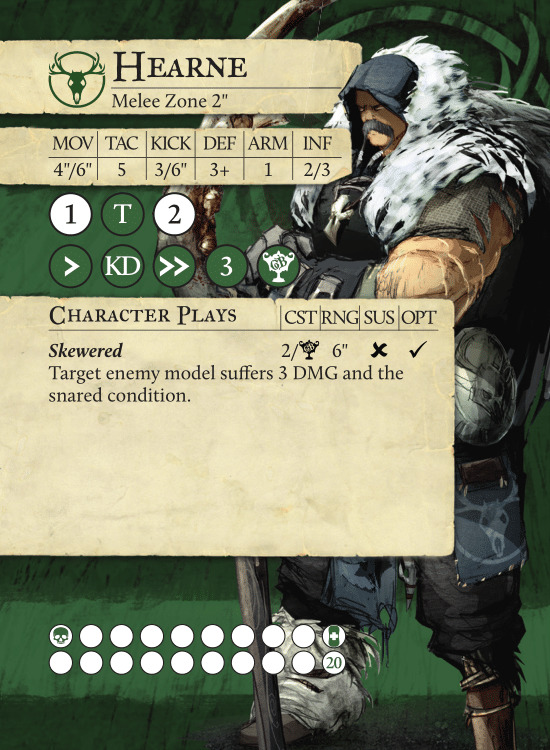 HEARNE
Melee Zone 2"
MOV TAC KICK DEF ARM INF
4"/6" 5 3/6" 3+ 1 2/3
1 T 2
> KD >> 3 GB
CHARACTER PLAYS CST RNG SUS OPT
Skewered 2/ 6" ✘ ✓
Target enemy model suffers 3 DMG and the
snared condition.
20